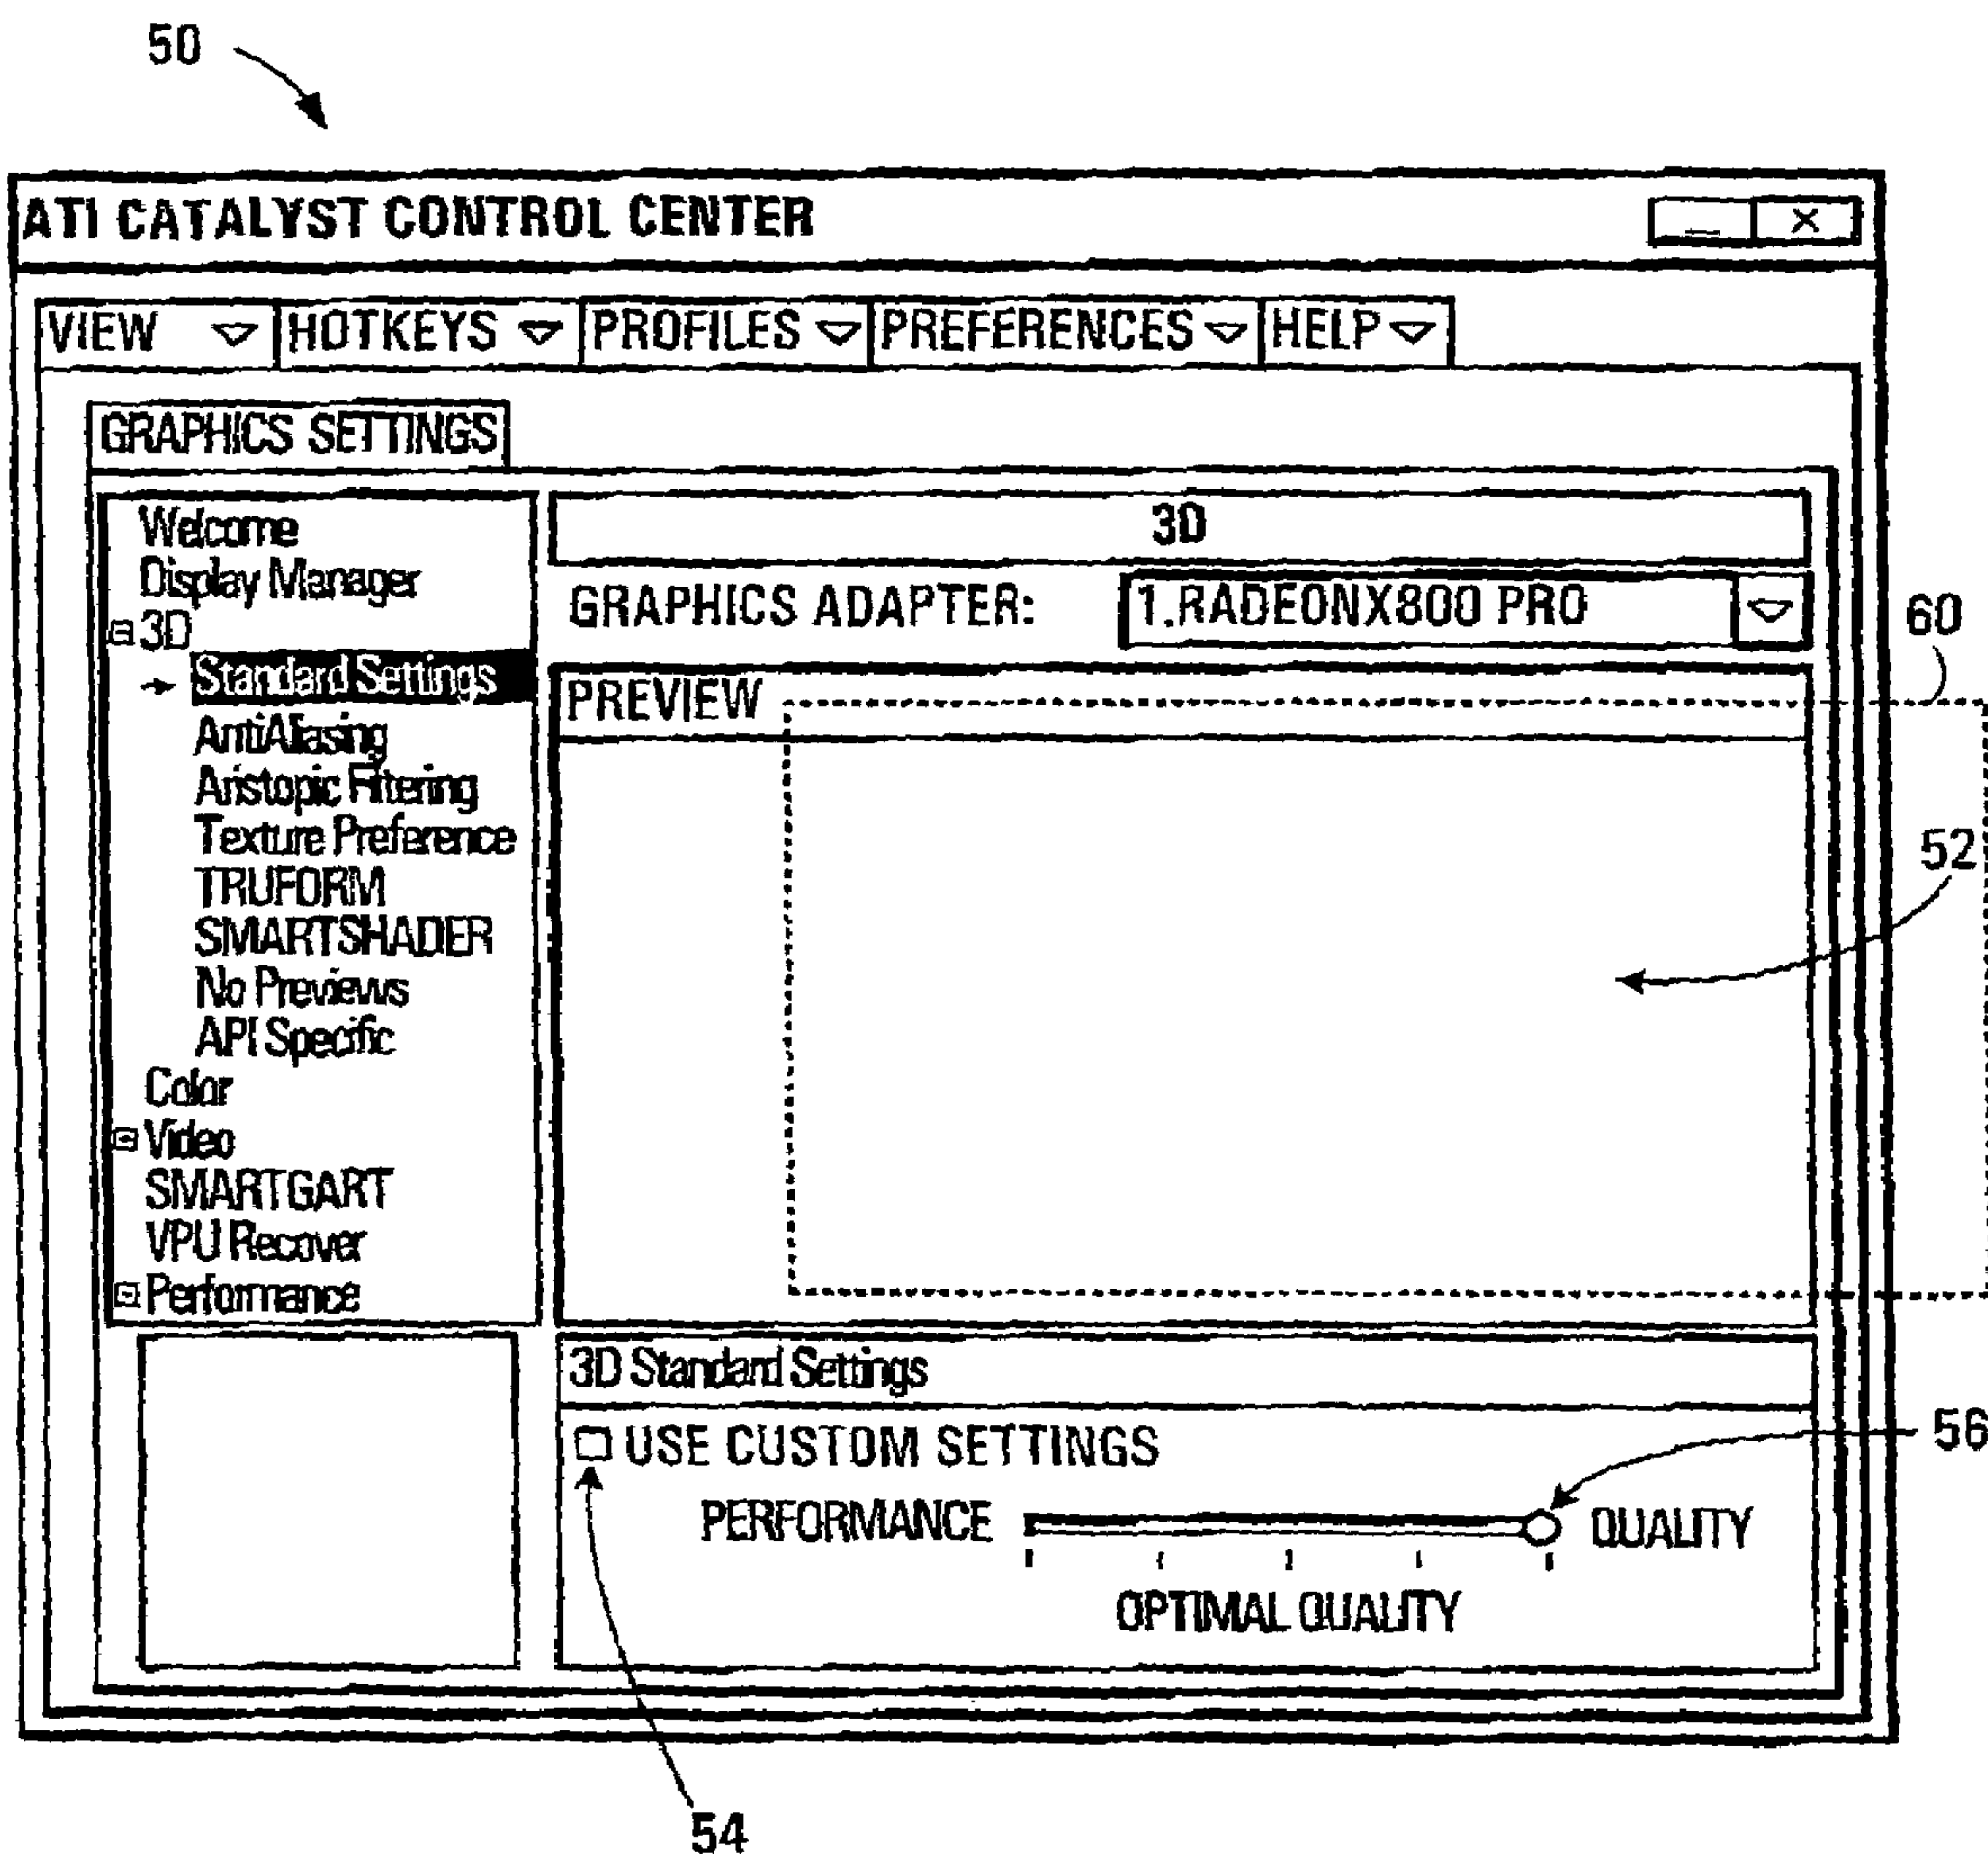 50
ATI CATALYST CONTROL CENTER
VIEW HOTKEYS PROFILES PREFERENCES HELP
GRAPHICS SETTINGS
Welcome
Display Manager
3D
Standard Settings
AntiAliasing
Aristopic Filtering
Texture Preference
TRUFORM
SMARTSHADER
No Previews
API Specific
Color
Video
SMARTGART
VPU Recover
Performance
3D
GRAPHICS ADAPTER: 1.RADEONX800 PRO
60
PREVIEW
52
3D Standard Settings
USE CUSTOM SETTINGS
56
PERFORMANCE QUALITY
OPTIMAL QUALITY
54